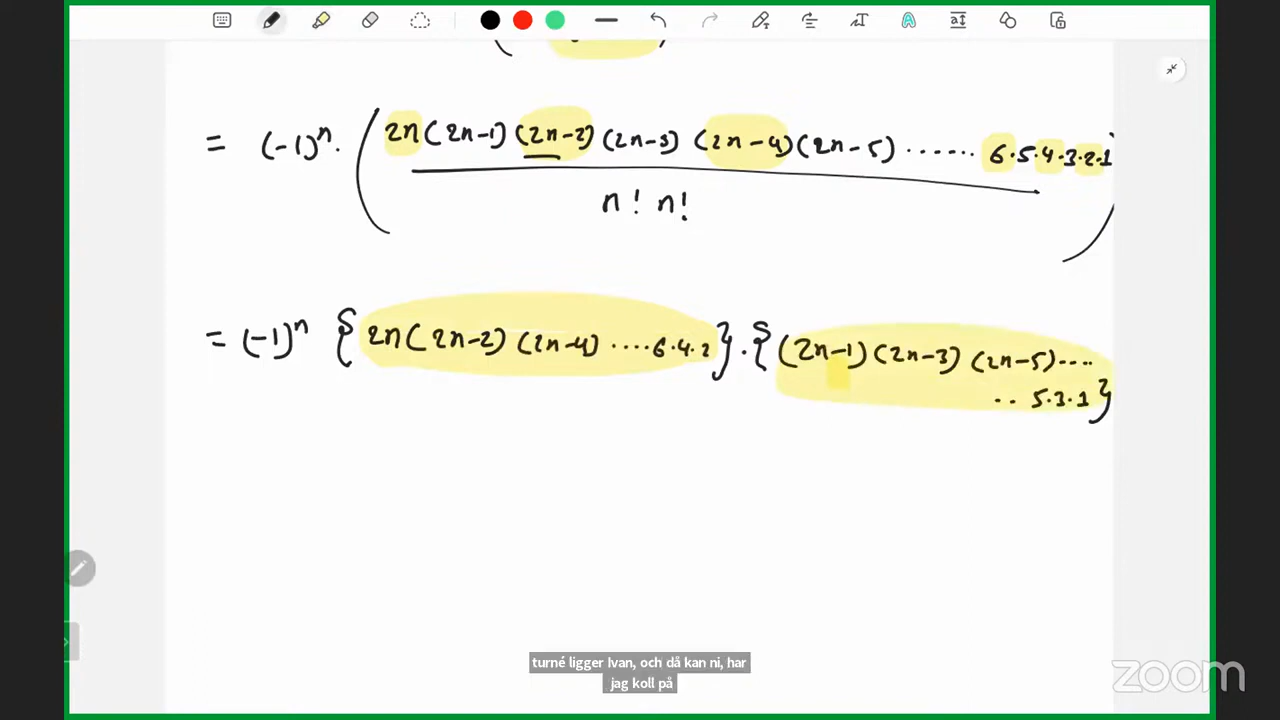 = (-1)ⁿ. ( 2n(2n-1)(2n-2)(2n-3)(2n-4)(2n-5)......6.5.4.3.2.1
n! n! )
= (-1)ⁿ {2n(2n-2)(2n-4)....6.4.2}.{(2n-1)(2n-3)(2n-5)....
.. 5.3.1}
turné ligger Ivan, och då kan ni, har
jag koll på
zoom